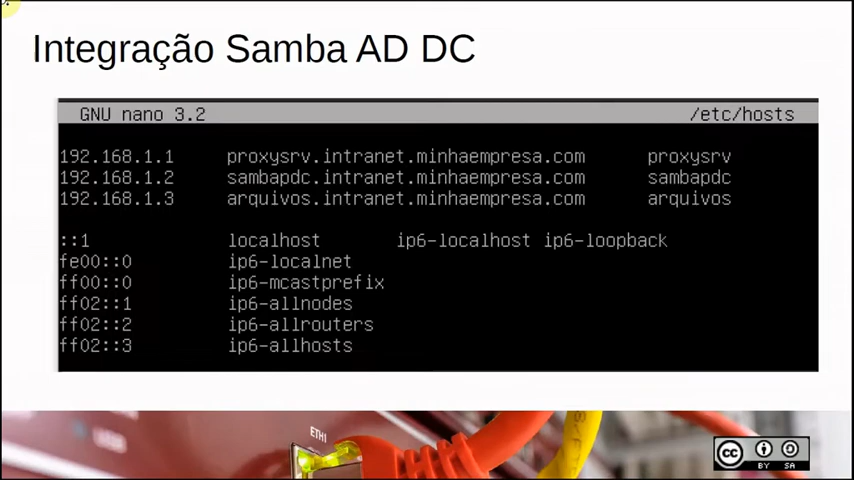 Integração Samba AD DC
GNU nano 3.2 /etc/hosts
192.168.1.1 proxysrv.intranet.minhaempresa.com proxysrv
192.168.1.2 sambapdc.intranet.minhaempresa.com sambapdc
192.168.1.3 arquivos.intranet.minhaempresa.com arquivos
::1 localhost ip6-localhost ip6-loopback
fe00::0 ip6-localnet
ff00::0 ip6-mcastprefix
ff02::1 ip6-allnodes
ff02::2 ip6-allrouters
ff02::3 ip6-allhosts
ETH1
cc BY SA